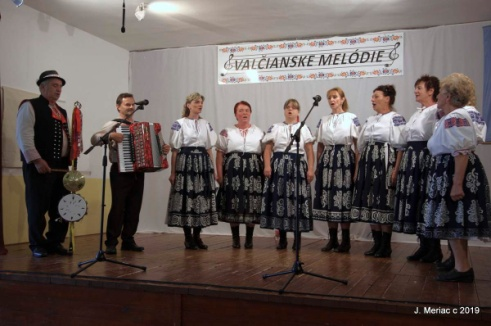 VALČIANSKE MELÓDIE
J. Meriac c 2019